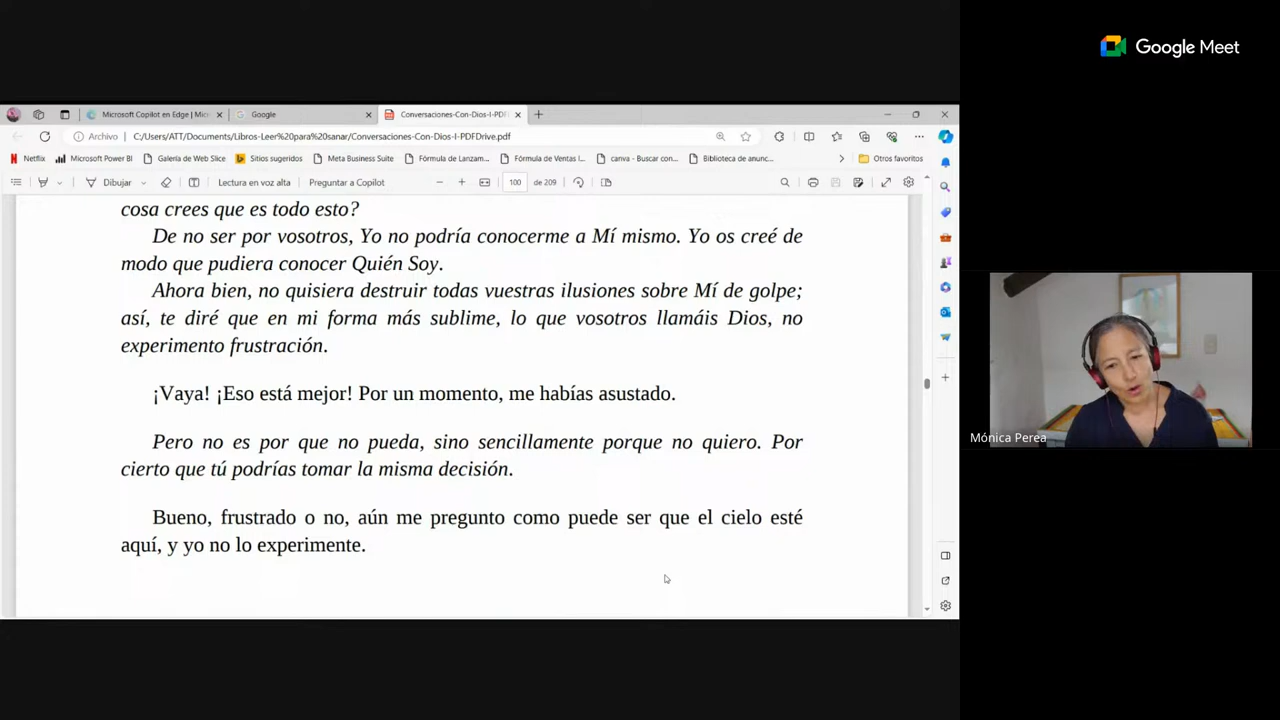 Google Meet
Microsoft Copilot en Edge | Mic
Google
Conversaciones-Con-Dios-I-PDF
Archivo
C:/Users/ATT/Documents/Libros-Leer%20para%20sanar/Conversaciones-Con-Dios-I-PDFDrive.pdf
Netflix
Microsoft Power BI
Galería de Web Slice
Sitios sugeridos
Meta Business Suite
Fórmula de Lanzam...
Fórmula de Ventas I...
canva - Buscar con...
Biblioteca de anunc...
Otros favoritos
Dibujar
Lectura en voz alta
Preguntar a Copilot
100 de 209
cosa crees que es todo esto?
De no ser por vosotros, Yo no podría conocerme a Mí mismo. Yo os creé de
modo que pudiera conocer Quién Soy.
Ahora bien, no quisiera destruir todas vuestras ilusiones sobre Mí de golpe;
así, te diré que en mi forma más sublime, lo que vosotros llamáis Dios, no
experimento frustración.
¡Vaya! ¡Eso está mejor! Por un momento, me habías asustado.
Pero no es por que no pueda, sino sencillamente porque no quiero. Por
cierto que tú podrías tomar la misma decisión.
Bueno, frustrado o no, aún me pregunto como puede ser que el cielo esté
aquí, y yo no lo experimente.
Mónica Perea